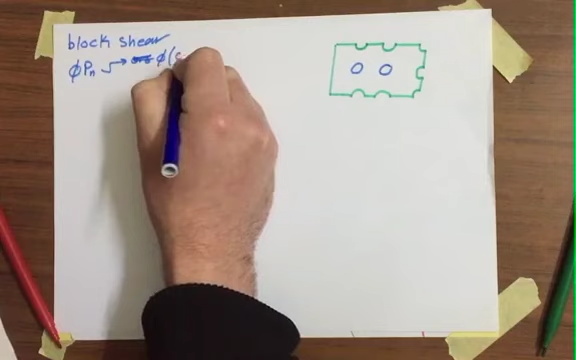 block shear
ϕPn → ϕ(